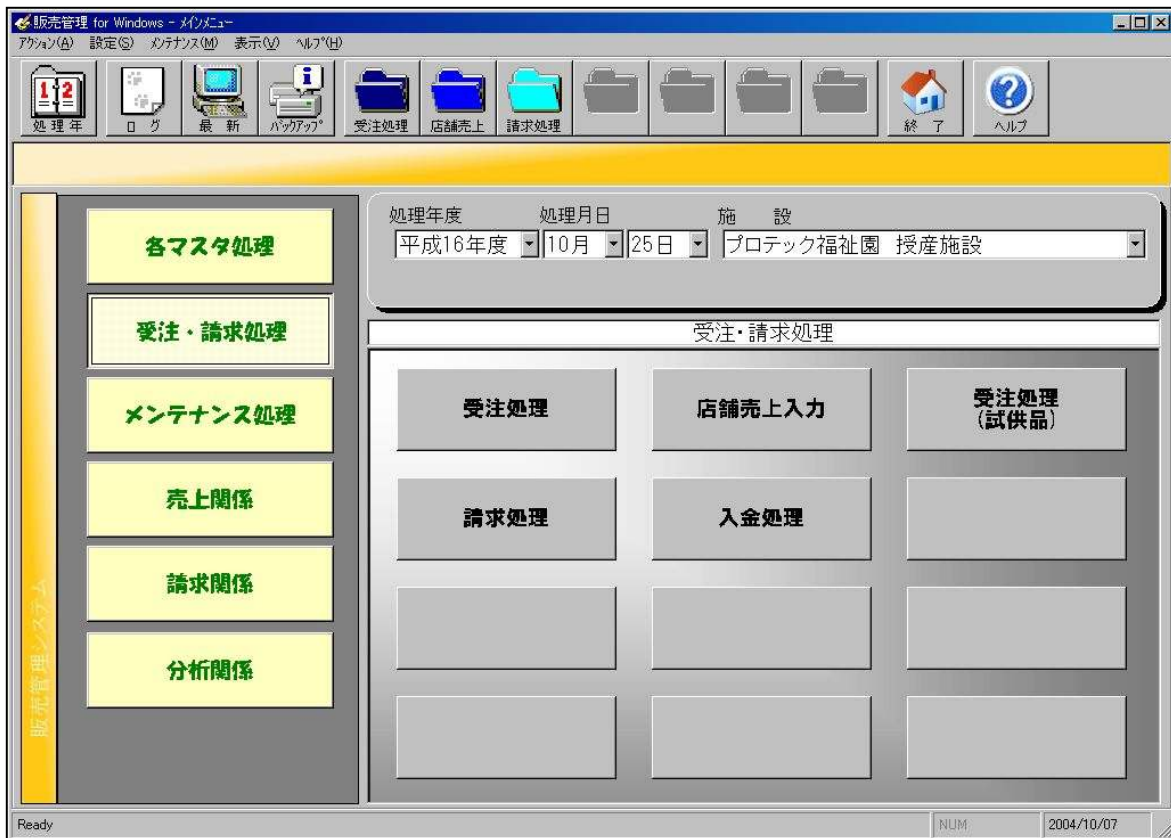 販売管理 for Windows - メインメニュー
アクション(A) 設定(S) メンテナンス(M) 表示(V) ヘルプ(H)
1 2
処理年 ログ 最新 バックアップ 受注処理 店舗売上 請求処理 終了 ヘルプ
処理年度 処理月日 施設
平成16年度 10月 25日 プロテック福祉園 授産施設
各マスタ処理
受注・請求処理
メンテナンス処理
売上関係
請求関係
分析関係
販売管理システム
受注・請求処理
受注処理 店舗売上入力 受注処理
(試供品)
請求処理 入金処理
Ready NUM 2004/10/07